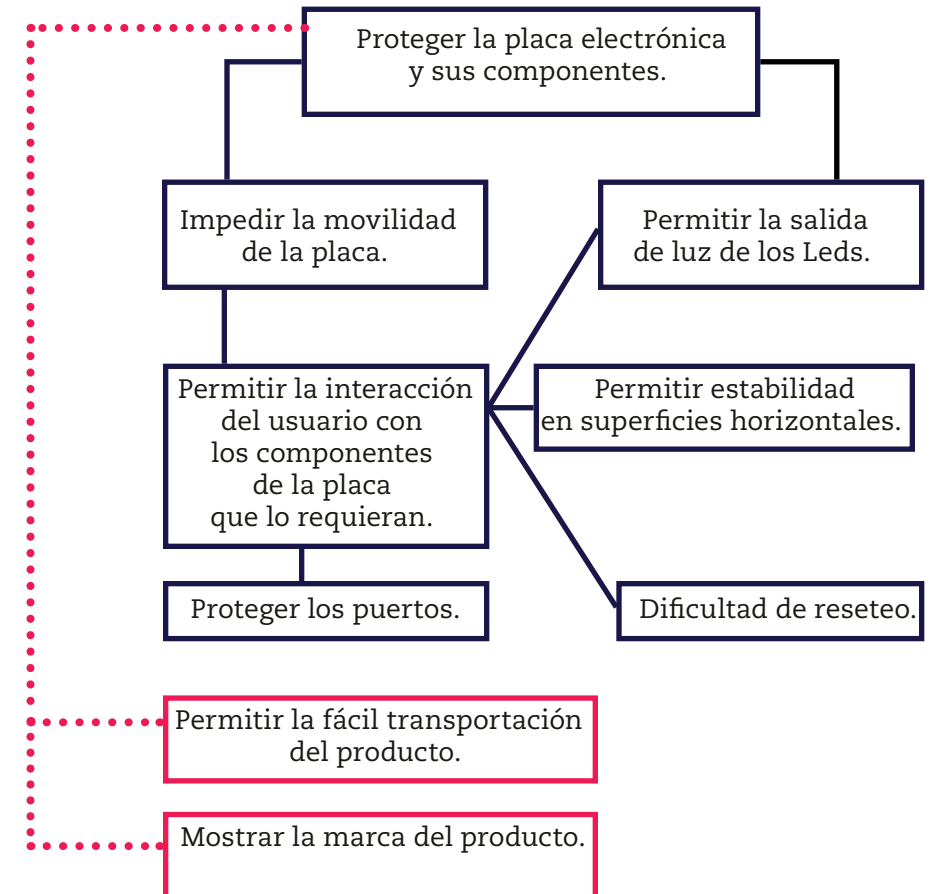 Proteger la placa electrónica
y sus componentes.
Impedir la movilidad
de la placa.
Permitir la salida
de luz de los Leds.
Permitir la interacción
del usuario con
los componentes
de la placa
que lo requieran.
Permitir estabilidad
en superficies horizontales.
Proteger los puertos.
Dificultad de reseteo.
Permitir la fácil transportación
del producto.
Mostrar la marca del producto.